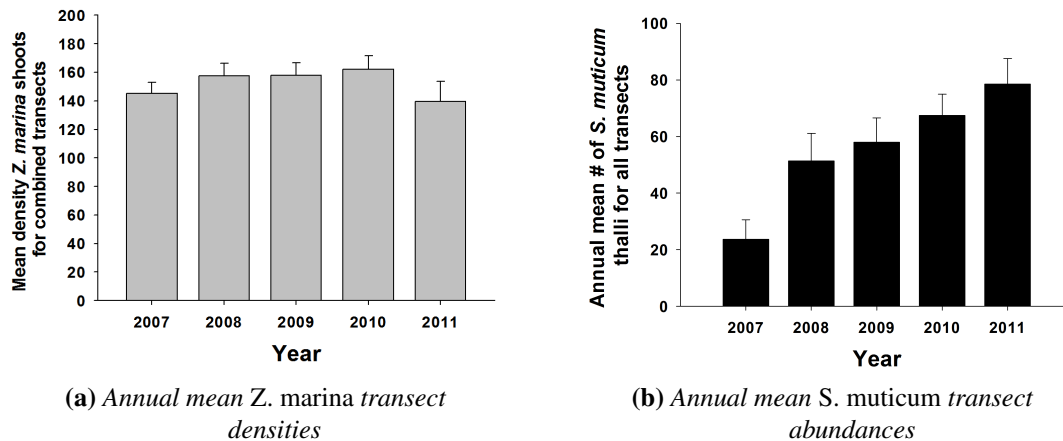 200
180
160
140
120
100
80
60
40
20
0
Mean density Z. marina shoots
for combined transects
2007 2008 2009 2010 2011
Year
(a) Annual mean Z. marina transect
densities
100
80
60
40
20
0
Annual mean # of S. muticum
thalli for all transects
2007 2008 2009 2010 2011
Year
(b) Annual mean S. muticum transect
abundances